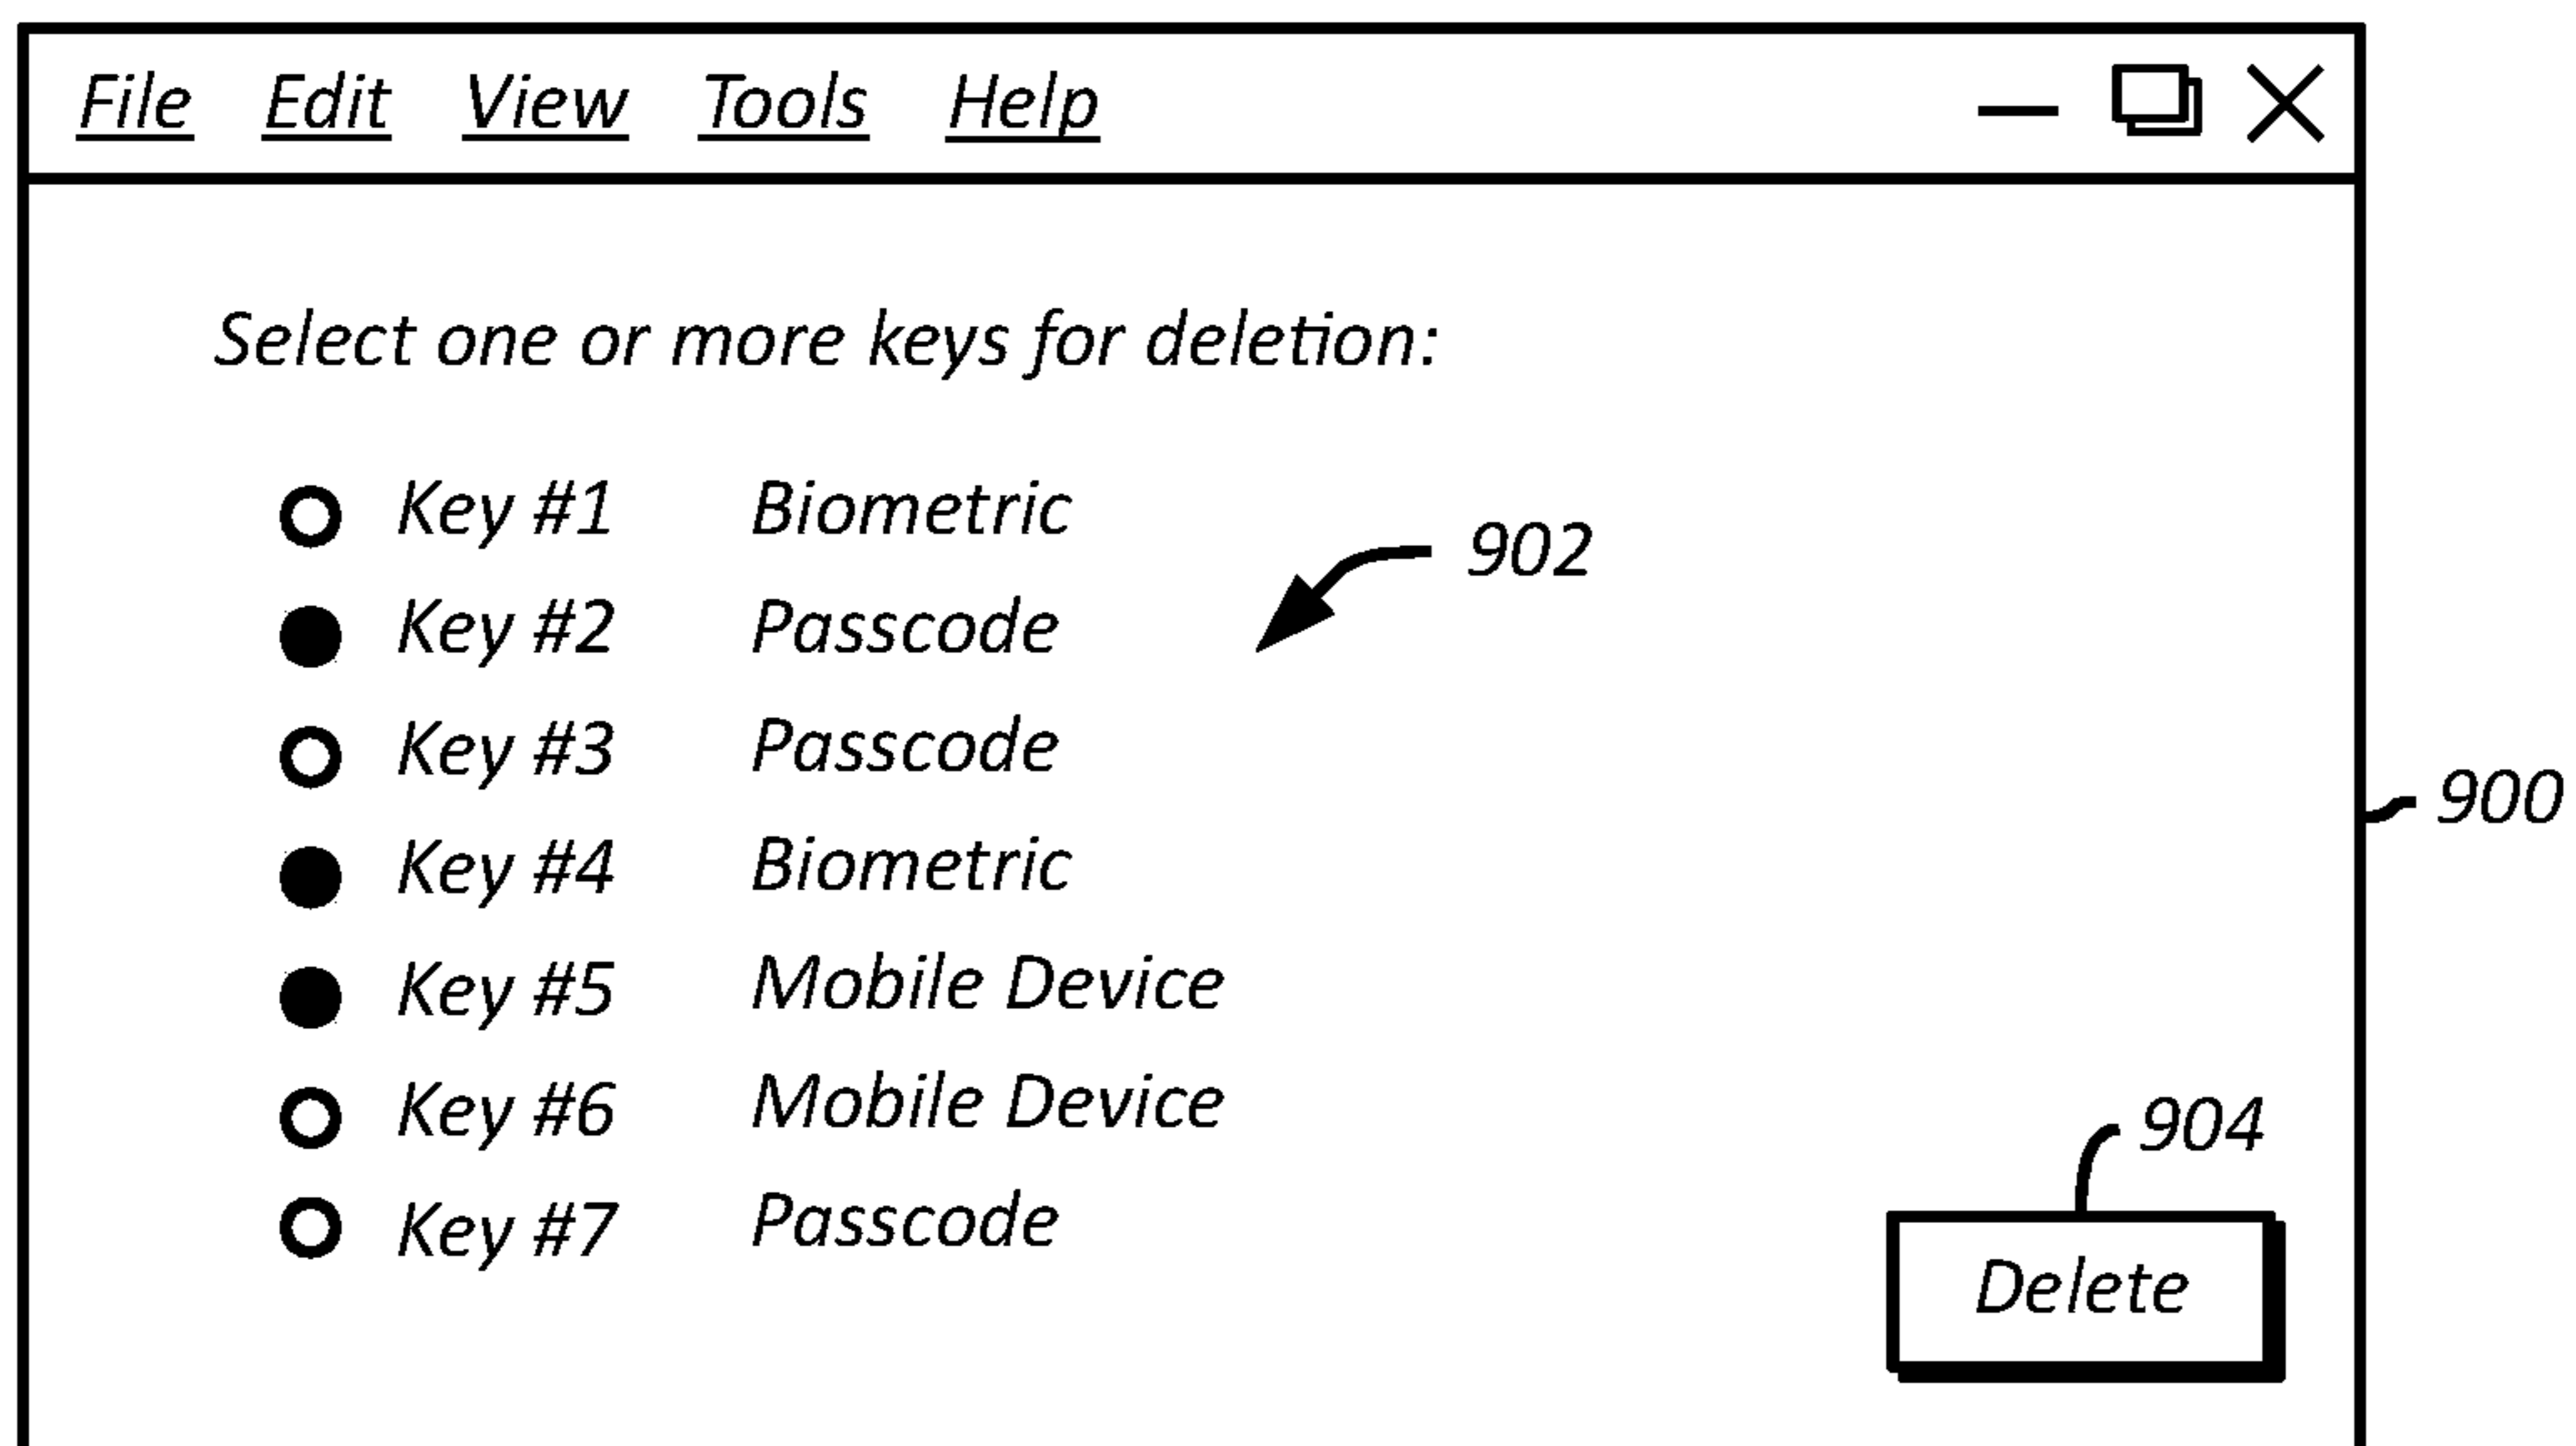 File Edit View Tools Help
Select one or more keys for deletion:
Key #1 Biometric
902
Key #2 Passcode
Key #3 Passcode
900
Key #4 Biometric
Key #5 Mobile Device
Key #6 Mobile Device
904
Key #7 Passcode
Delete